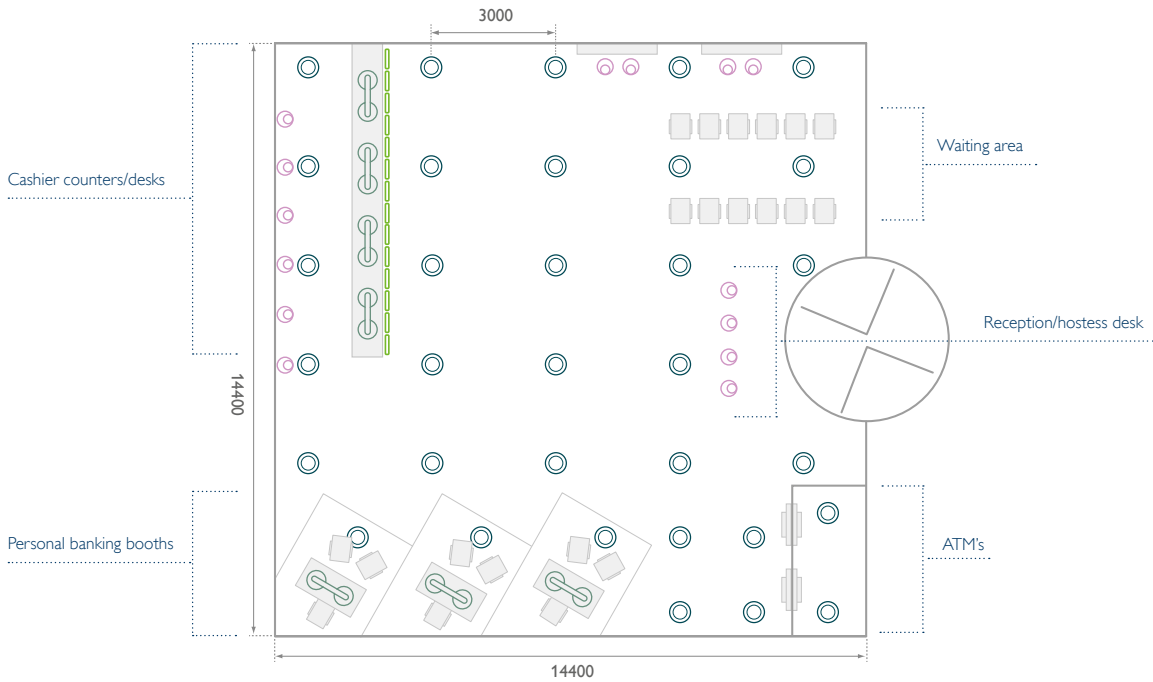 3000
Waiting area
Cashier counters/desks
Reception/hostess desk
14400
Personal banking booths
ATM's
14400